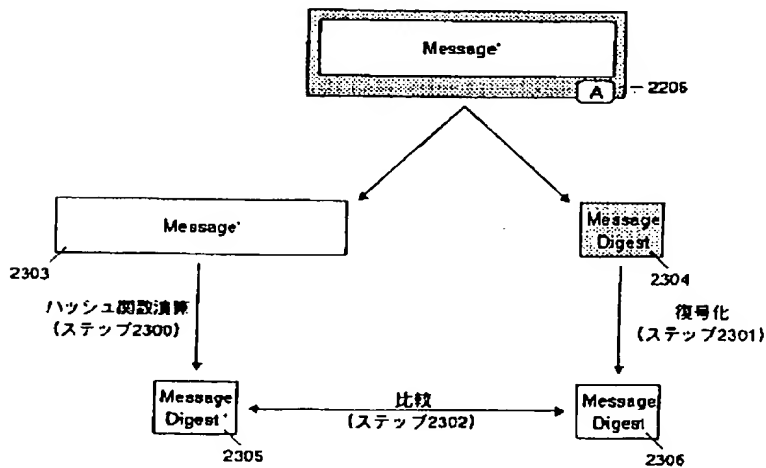 Message'
A
2206
Message'
Message
Digest
2303
2304
ハッシュ関数演算
(ステップ2300)
復号化
(ステップ2301)
Message
Digest'
比較
(ステップ2302)
Message
Digest
2305
2306